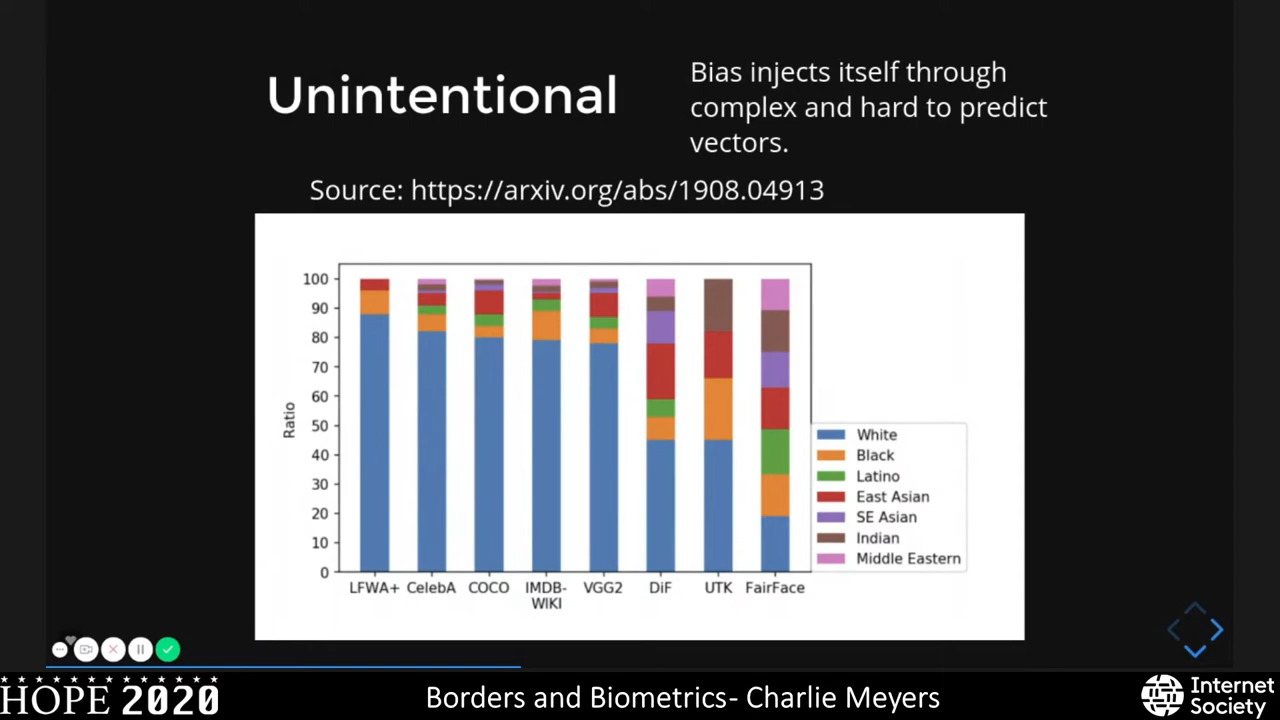 Unintentional
Bias injects itself through
complex and hard to predict
vectors.
Source: https://arxiv.org/abs/1908.04913
100
90
80
70
60
50
40
30
20
10
0
Ratio
LFWA+ CelebA COCO IMDB- VGG2 DiF UTK FairFace
WIKI
White
Black
Latino
East Asian
SE Asian
Indian
Middle Eastern
HOPE 2020
Borders and Biometrics- Charlie Meyers
Internet
Society